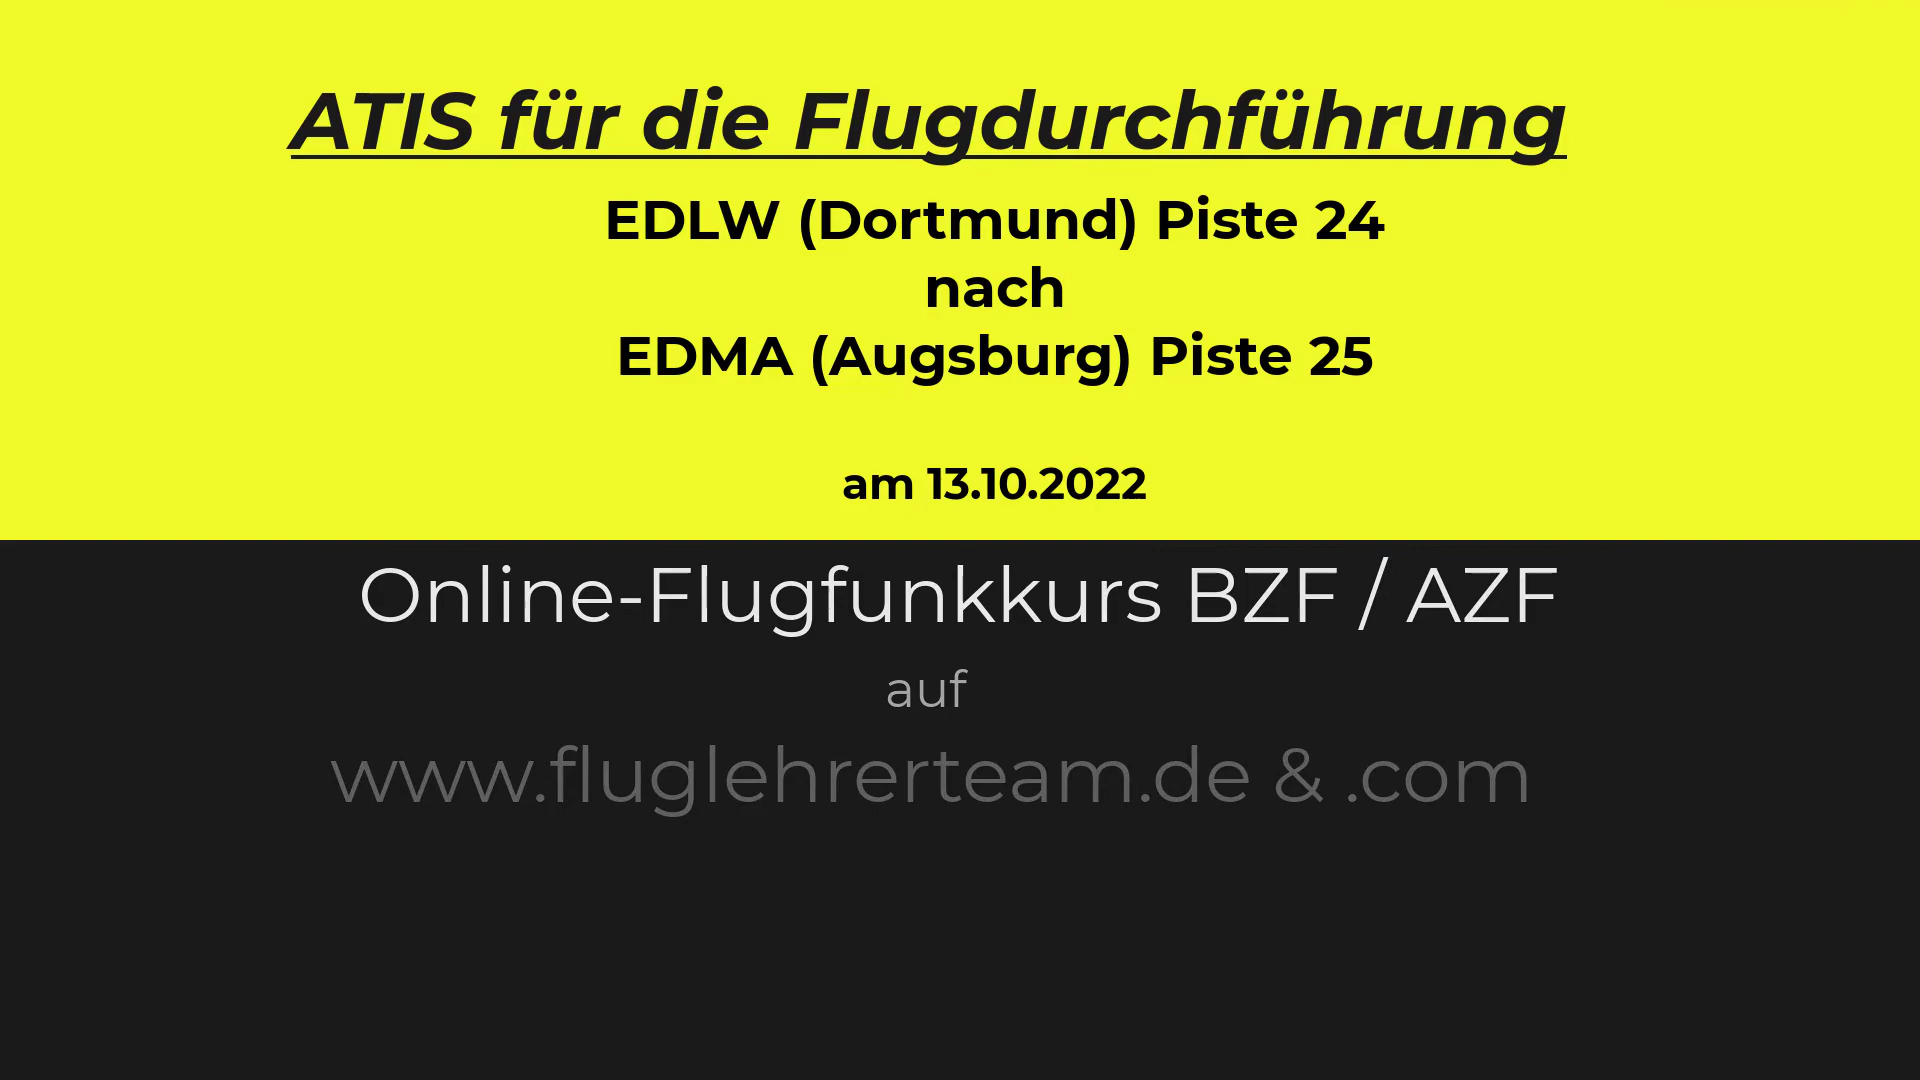 ATIS für die Flugdurchführung
EDLW (Dortmund) Piste 24
nach
EDMA (Augsburg) Piste 25
am 13.10.2022
Online-Flugfunkkurs BZF / AZF
auf
www.fluglehrerteam.de & .com